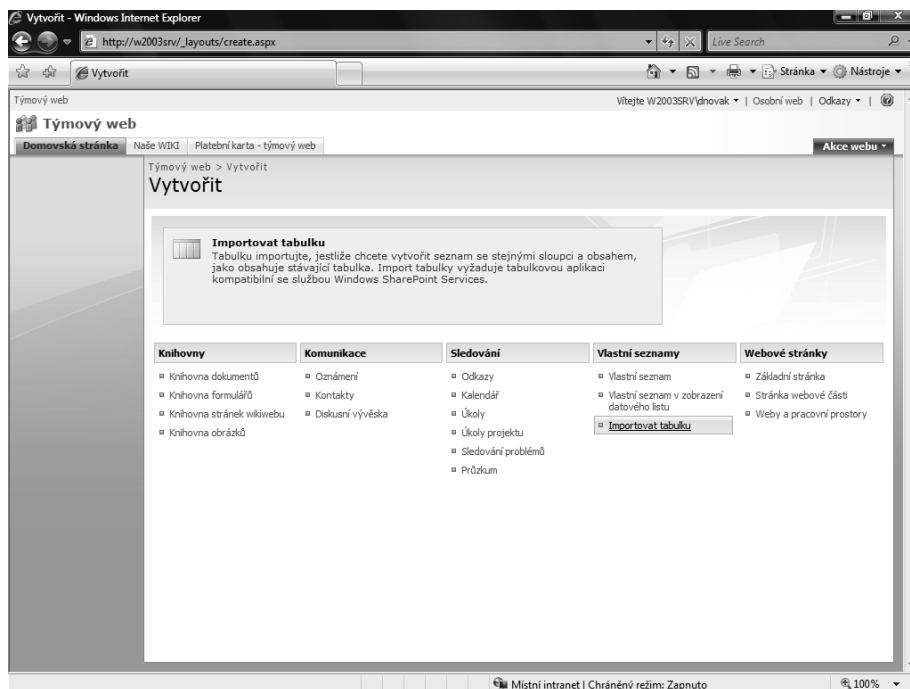 Vytvořit - Windows Internet Explorer
http://w2003srv/_layouts/create.aspx
Live Search
Vytvořit
Stránka
Nástroje
Týmový web
Vítejte W2003SRV\dnovak
Osobní web
Odkazy
Týmový web
Domovská stránka
Naše WIKI
Platební karta - týmový web
Akce webu
Týmový web > Vytvořit
Vytvořit
Importovat tabulku
Tabulku importujte, jestliže chcete vytvořit seznam se stejnými sloupci a obsahem,
jako obsahuje stávající tabulka. Import tabulky vyžaduje tabulkovou aplikaci
kompatibilní se službou Windows SharePoint Services.
Knihovny
Knihovna dokumentů
Knihovna formulářů
Knihovna stránek wikiwebu
Knihovna obrázků
Komunikace
Oznámení
Kontakty
Diskusní vývěska
Sledování
Odkazy
Kalendář
Úkoly
Úkoly projektu
Sledování problémů
Průzkum
Vlastní seznamy
Vlastní seznam
Vlastní seznam v zobrazení
datového listu
Importovat tabulku
Webové stránky
Základní stránka
Stránka webové části
Weby a pracovní prostory
Místní intranet | Chráněný režim: Zapnuto
100%